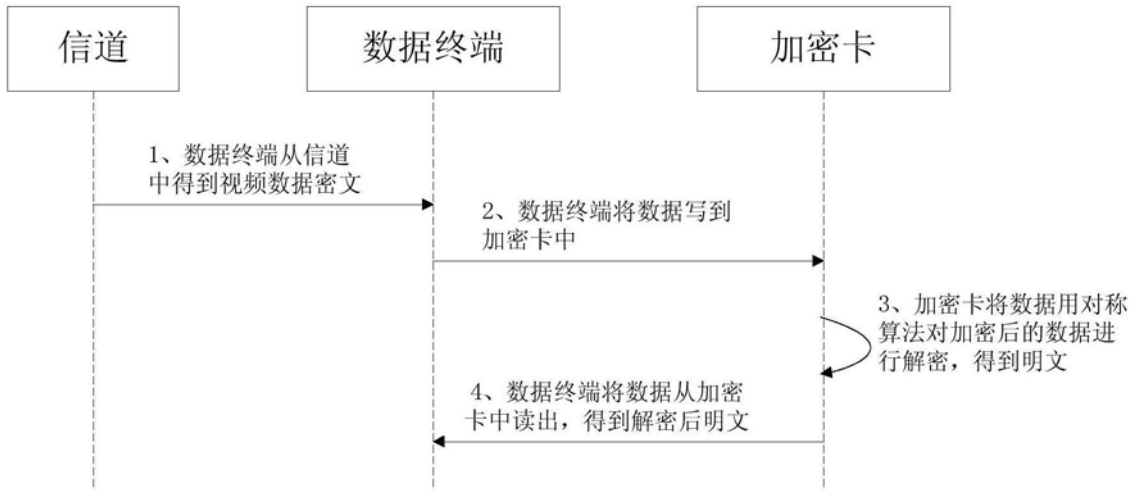 信道
数据终端
加密卡
1、数据终端从信道
中得到视频数据密文
2、数据终端将数据写到
加密卡中
3、加密卡将数据用对称
算法对加密后的数据进
行解密，得到明文
4、数据终端将数据从加密
卡中读出，得到解密后明文